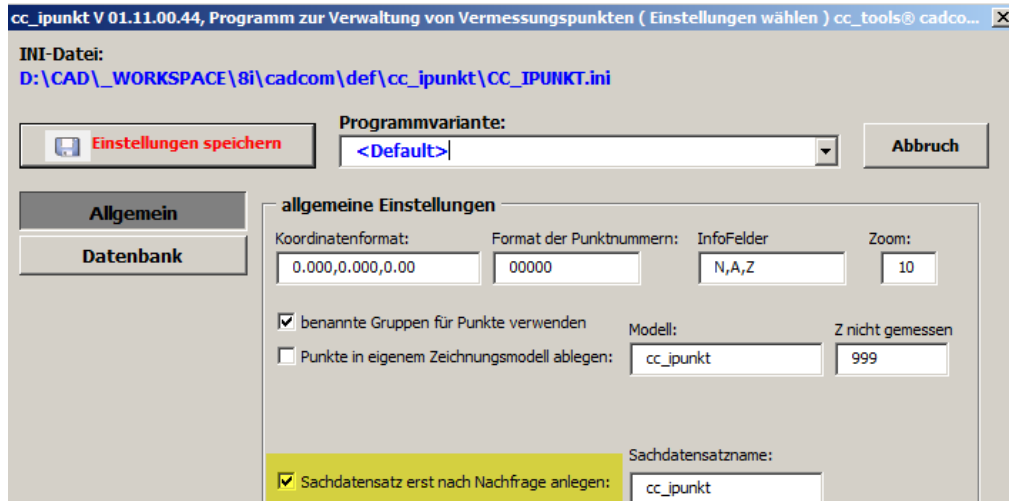 cc_ipunkt V 01.11.00.44, Programm zur Verwaltung von Vermessungspunkten ( Einstellungen wählen ) cc_tools® cadco...
INI-Datei:
D:\CAD\_WORKSPACE\8i\cadcom\def\cc_ipunkt\CC_IPUNKT.ini
Programmvariante:
Einstellungen speichern
<Default>
Abbruch
Allgemein
Datenbank
allgemeine Einstellungen
Koordinatenformat: Format der Punktnummern: InfoFelder Zoom:
0.000,0.000,0.00 00000 N,A,Z 10
benannte Gruppen für Punkte verwenden
Modell: Z nicht gemessen
Punkte in eigenem Zeichnungsmodell ablegen: cc_ipunkt 999
Sachdatensatzname:
Sachdatensatz erst nach Nachfrage anlegen: cc_ipunkt